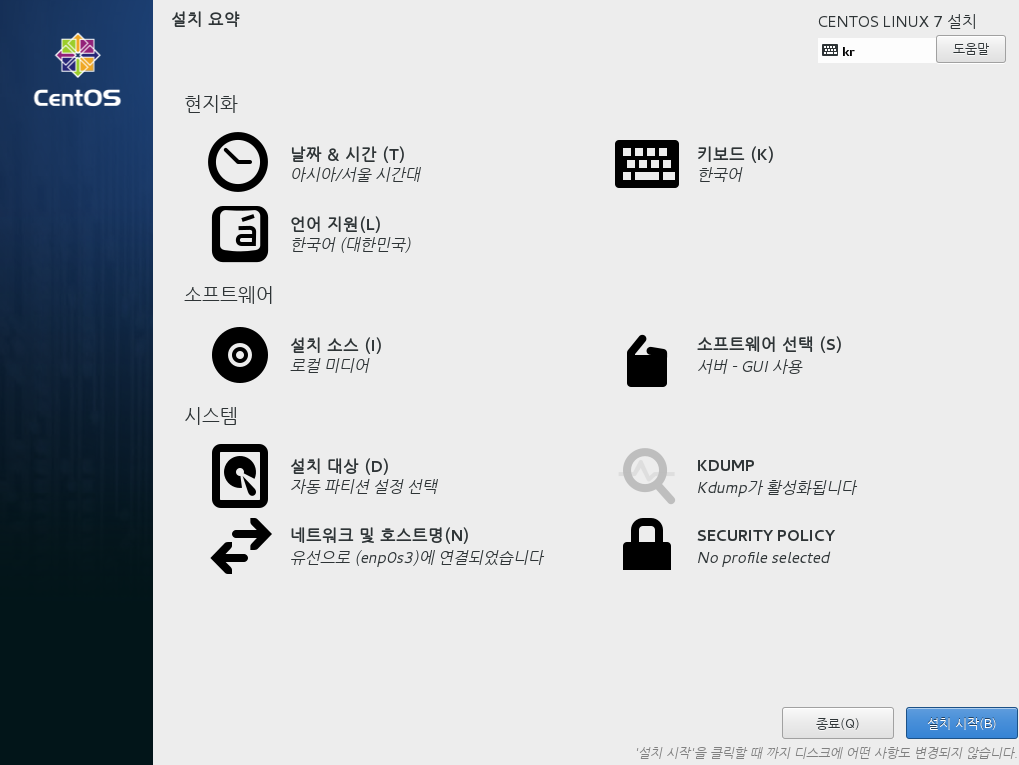 설치 요약
CENTOS LINUX 7 설치
kr
도움말
CentOS
현지화
날짜 & 시간 (T)
아시아/서울 시간대
키보드 (K)
한국어
á
언어 지원(L)
한국어 (대한민국)
소프트웨어
설치 소스 (I)
로컬 미디어
소프트웨어 선택 (S)
서버 - GUI 사용
시스템
설치 대상 (D)
자동 파티션 설정 선택
KDUMP
Kdump가 활성화됩니다
네트워크 및 호스트명(N)
유선으로 (enp0s3)에 연결되었습니다
SECURITY POLICY
No profile selected
종료(Q)
설치 시작(B)
'설치 시작'을 클릭할 때 까지 디스크에 어떤 사항도 변경되지 않습니다.